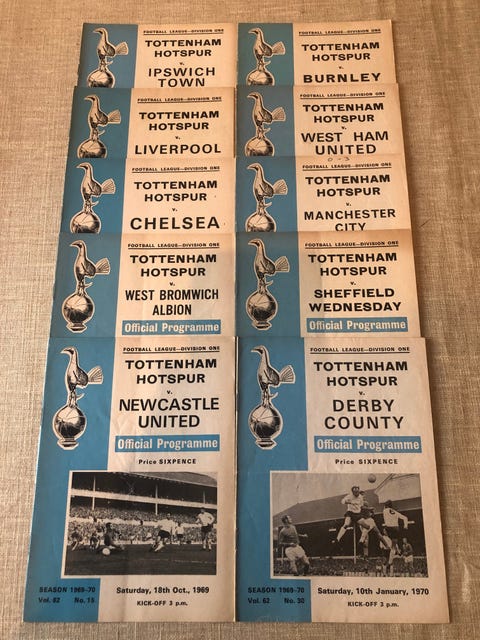 FOOTBALL LEAGUE—DIVISION ONE
TOTTENHAM
HOTSPUR
v.
IPSWICH
TOWN
FOOTBALL LEAGUE—DIVISION ONE
TOTTENHAM
HOTSPUR
v.
BURNLEY
FOOTBALL LEAGUE—DIVISION ONE
TOTTENHAM
HOTSPUR
v.
LIVERPOOL
FOOTBALL LEAGUE—DIVISION ONE
TOTTENHAM
HOTSPUR
v.
WEST HAM
UNITED
0-3
FOOTBALL LEAGUE—DIVISION ONE
TOTTENHAM
HOTSPUR
v.
CHELSEA
FOOTBALL LEAGUE—DIVISION ONE
TOTTENHAM
HOTSPUR
v.
MANCHESTER
CITY
FOOTBALL LEAGUE—DIVISION ONE
TOTTENHAM
HOTSPUR
v.
WEST BROMWICH
ALBION
Official Programme
FOOTBALL LEAGUE—DIVISION ONE
TOTTENHAM
HOTSPUR
v.
SHEFFIELD
WEDNESDAY
Official Programme
FOOTBALL LEAGUE—DIVISION ONE
TOTTENHAM
HOTSPUR
v.
NEWCASTLE
UNITED
Official Programme
Price SIXPENCE
SEASON 1969-70
Vol. 62 No. 15
Saturday, 18th Oct., 1969
KICK-OFF 3 p.m.
FOOTBALL LEAGUE—DIVISION ONE
TOTTENHAM
HOTSPUR
v.
DERBY
COUNTY
Official Programme
Price SIXPENCE
SEASON 1969-70
Vol. 62 No. 30
Saturday, 10th January, 1970
KICK-OFF 3 p.m.